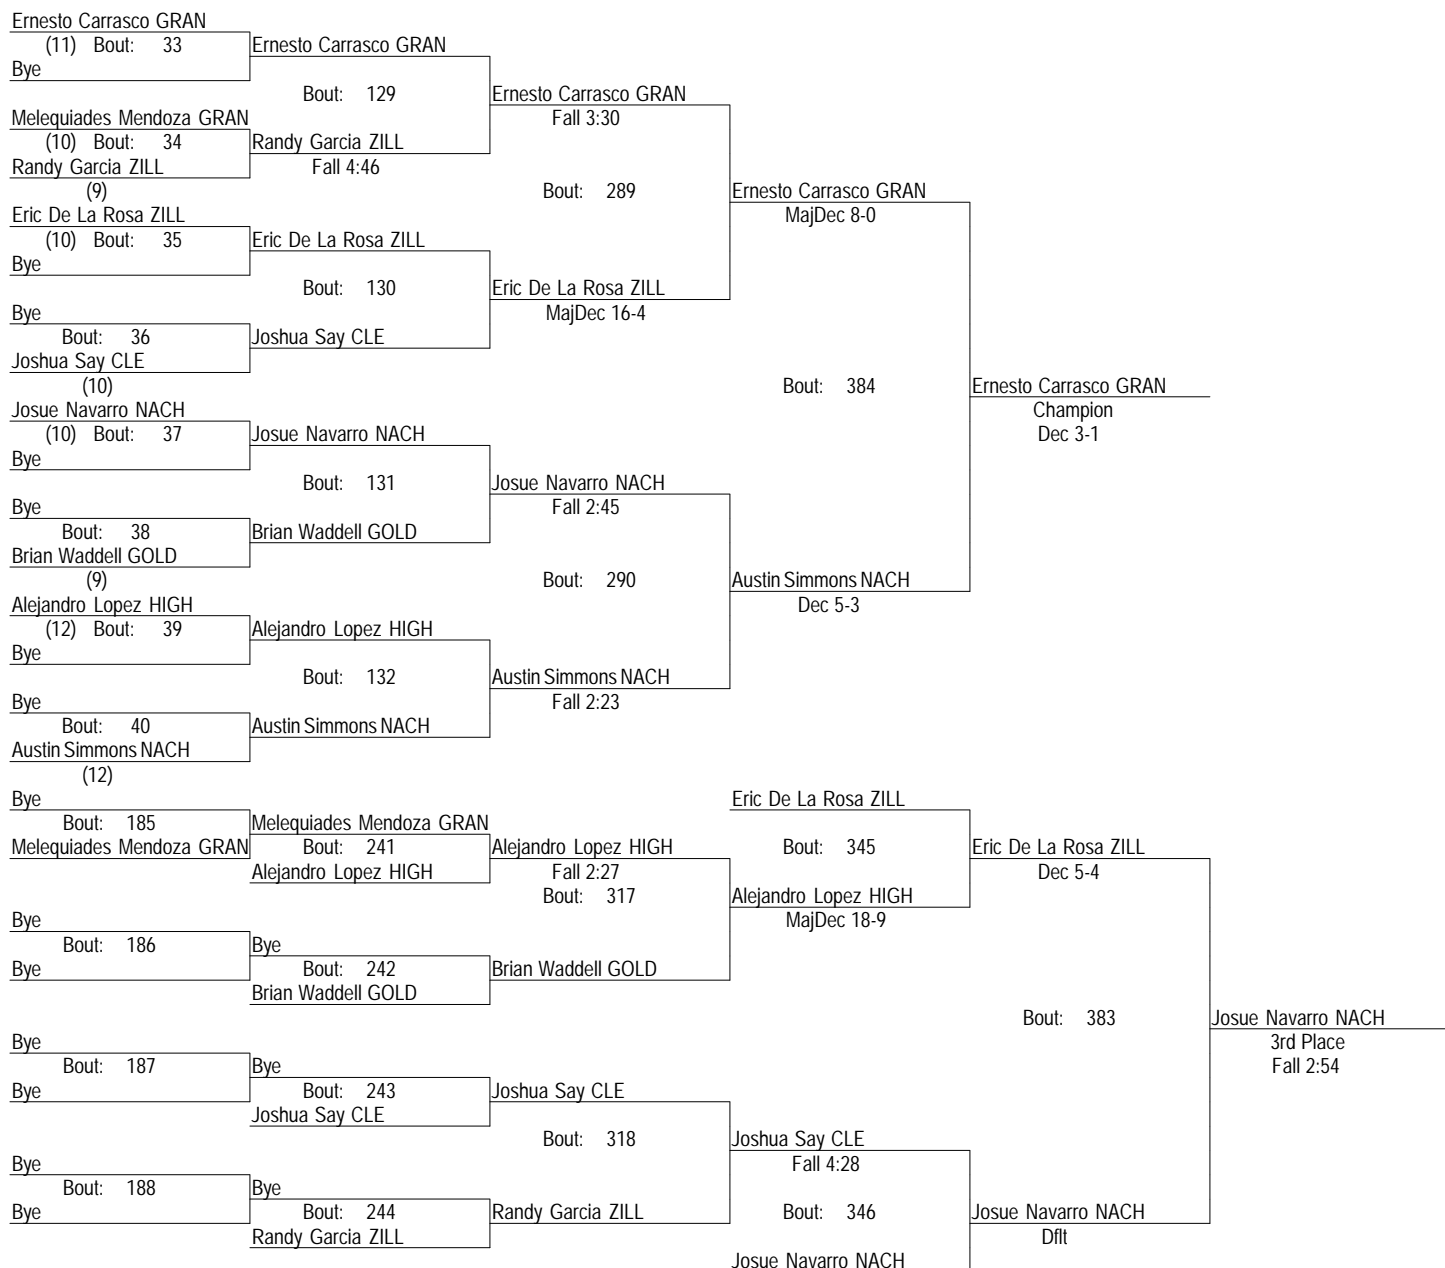 Ernesto Carrasco GRAN
(11) Bout: 33 Ernesto Carrasco GRAN
Bye
Bout: 129 Ernesto Carrasco GRAN
Melequiades Mendoza GRAN Fall 3:30
(10) Bout: 34 Randy Garcia ZILL
Randy Garcia ZILL Fall 4:46
(9) Bout: 289 Ernesto Carrasco GRAN
Eric De La Rosa ZILL MajDec 8-0
(10) Bout: 35 Eric De La Rosa ZILL
Bye
Bout: 130 Eric De La Rosa ZILL
Bye MajDec 16-4
Bout: 36 Joshua Say CLE
Joshua Say CLE
(10) Bout: 384 Ernesto Carrasco GRAN
Josue Navarro NACH Champion
(10) Bout: 37 Josue Navarro NACH Dec 3-1
Bye
Bout: 131 Josue Navarro NACH
Bye Fall 2:45
Bout: 38 Brian Waddell GOLD
Brian Waddell GOLD
(9) Bout: 290 Austin Simmons NACH
Alejandro Lopez HIGH Dec 5-3
(12) Bout: 39 Alejandro Lopez HIGH
Bye
Bout: 132 Austin Simmons NACH
Bye Fall 2:23
Bout: 40 Austin Simmons NACH
Austin Simmons NACH
(12)
Bye Eric De La Rosa ZILL
Bout: 185 Melequiades Mendoza GRAN
Melequiades Mendoza GRAN Bout: 241 Alejandro Lopez HIGH Bout: 345 Eric De La Rosa ZILL
Alejandro Lopez HIGH Fall 2:27 Dec 5-4
Bout: 317 Alejandro Lopez HIGH
Bye MajDec 18-9
Bout: 186 Bye
Bye Bout: 242 Brian Waddell GOLD
Brian Waddell GOLD
Bout: 383 Josue Navarro NACH
Bye 3rd Place
Bout: 187 Bye Fall 2:54
Bye Bout: 243 Joshua Say CLE
Joshua Say CLE
Bout: 318 Joshua Say CLE
Bye Fall 4:28
Bout: 188 Bye
Bye Bout: 244 Randy Garcia ZILL Bout: 346 Josue Navarro NACH
Randy Garcia ZILL Dflt
Josue Navarro NACH